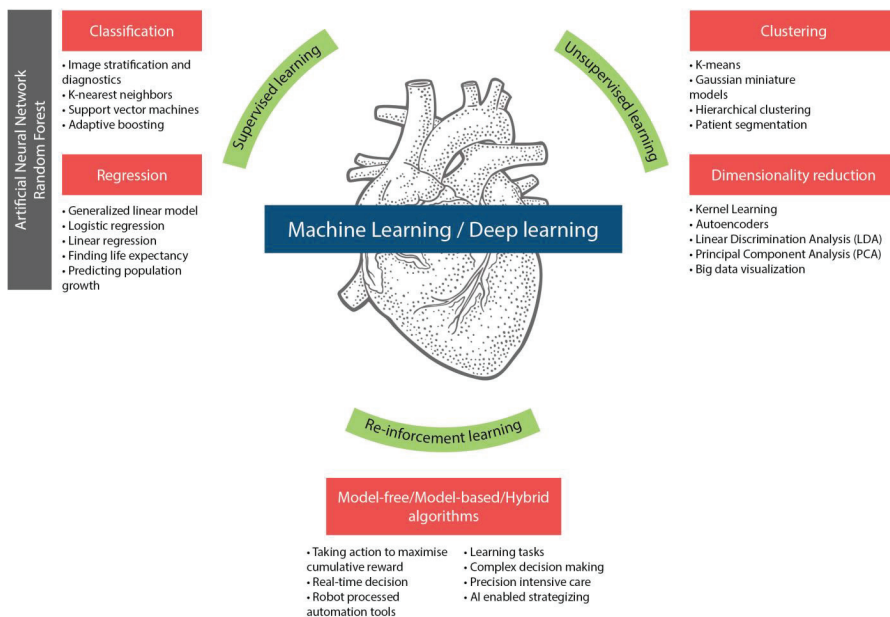 Artificial Neural Network
Random Forest
Classification
• Image stratification and
diagnostics
• K-nearest neighbors
• Support vector machines
• Adaptive boosting
Regression
• Generalized linear model
• Logistic regression
• Linear regression
• Finding life expectancy
• Predicting population
growth
Supervised learning
Unsupervised learning
Machine Learning / Deep learning
Clustering
• K-means
• Gaussian miniature
models
• Hierarchical clustering
• Patient segmentation
Dimensionality reduction
• Kernel Learning
• Autoencoders
• Linear Discrimination Analysis (LDA)
• Principal Component Analysis (PCA)
• Big data visualization
Re-inforcement learning
Model-free/Model-based/Hybrid
algorithms
• Taking action to maximise
cumulative reward
• Real-time decision
• Robot processed
automation tools
• Learning tasks
• Complex decision making
• Precision intensive care
• AI enabled strategizing